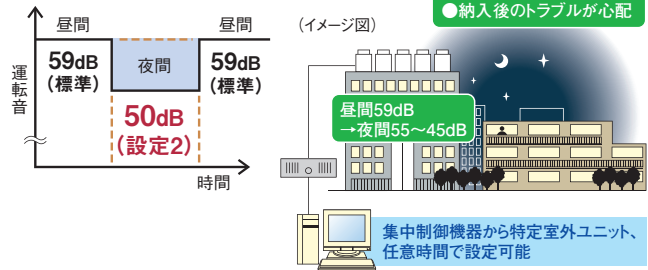 ●納入後のトラブルが心配
昼間
昼間
(イメージ図)
運転音
59dB
(標準)
夜間
59dB
(標準)
50dB
(設定2)
時間
昼間59dB
→夜間55~45dB
集中制御機器から特定室外ユニット、
任意時間で設定可能